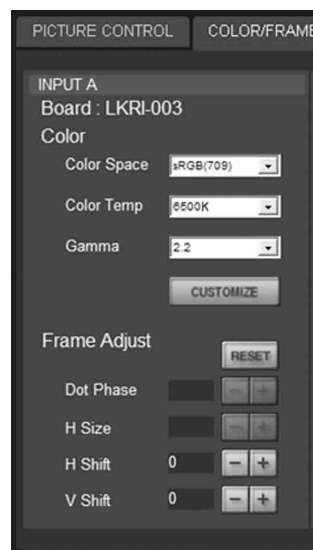 PICTURE CONTROL
COLOR/FRAME
INPUT A
Board : LKRI-003
Color
Color Space sRGB(709)
Color Temp 6500K
Gamma 2.2
CUSTOMIZE
Frame Adjust
RESET
Dot Phase − +
H Size − +
H Shift 0 − +
V Shift 0 − +